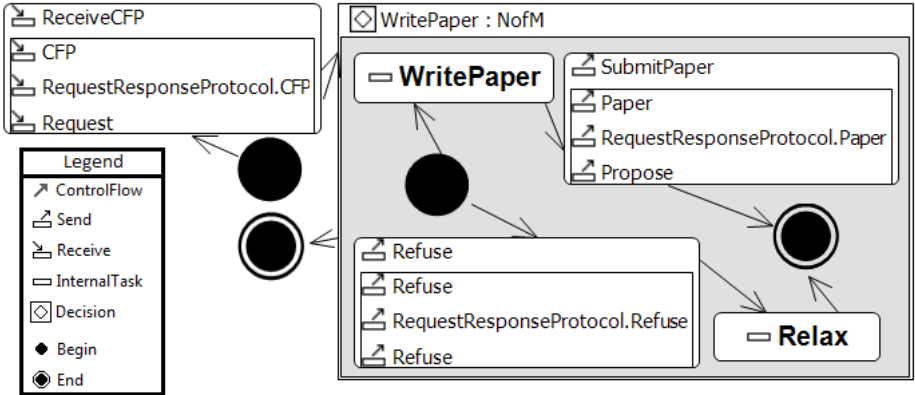 ReceiveCFP
CFP
RequestResponseProtocol.CFP
Request
Legend
ControlFlow
Send
Receive
InternalTask
Decision
Begin
End
WritePaper : NofM
WritePaper
SubmitPaper
Paper
RequestResponseProtocol.Paper
Propose
Refuse
Refuse
RequestResponseProtocol.Refuse
Refuse
Relax